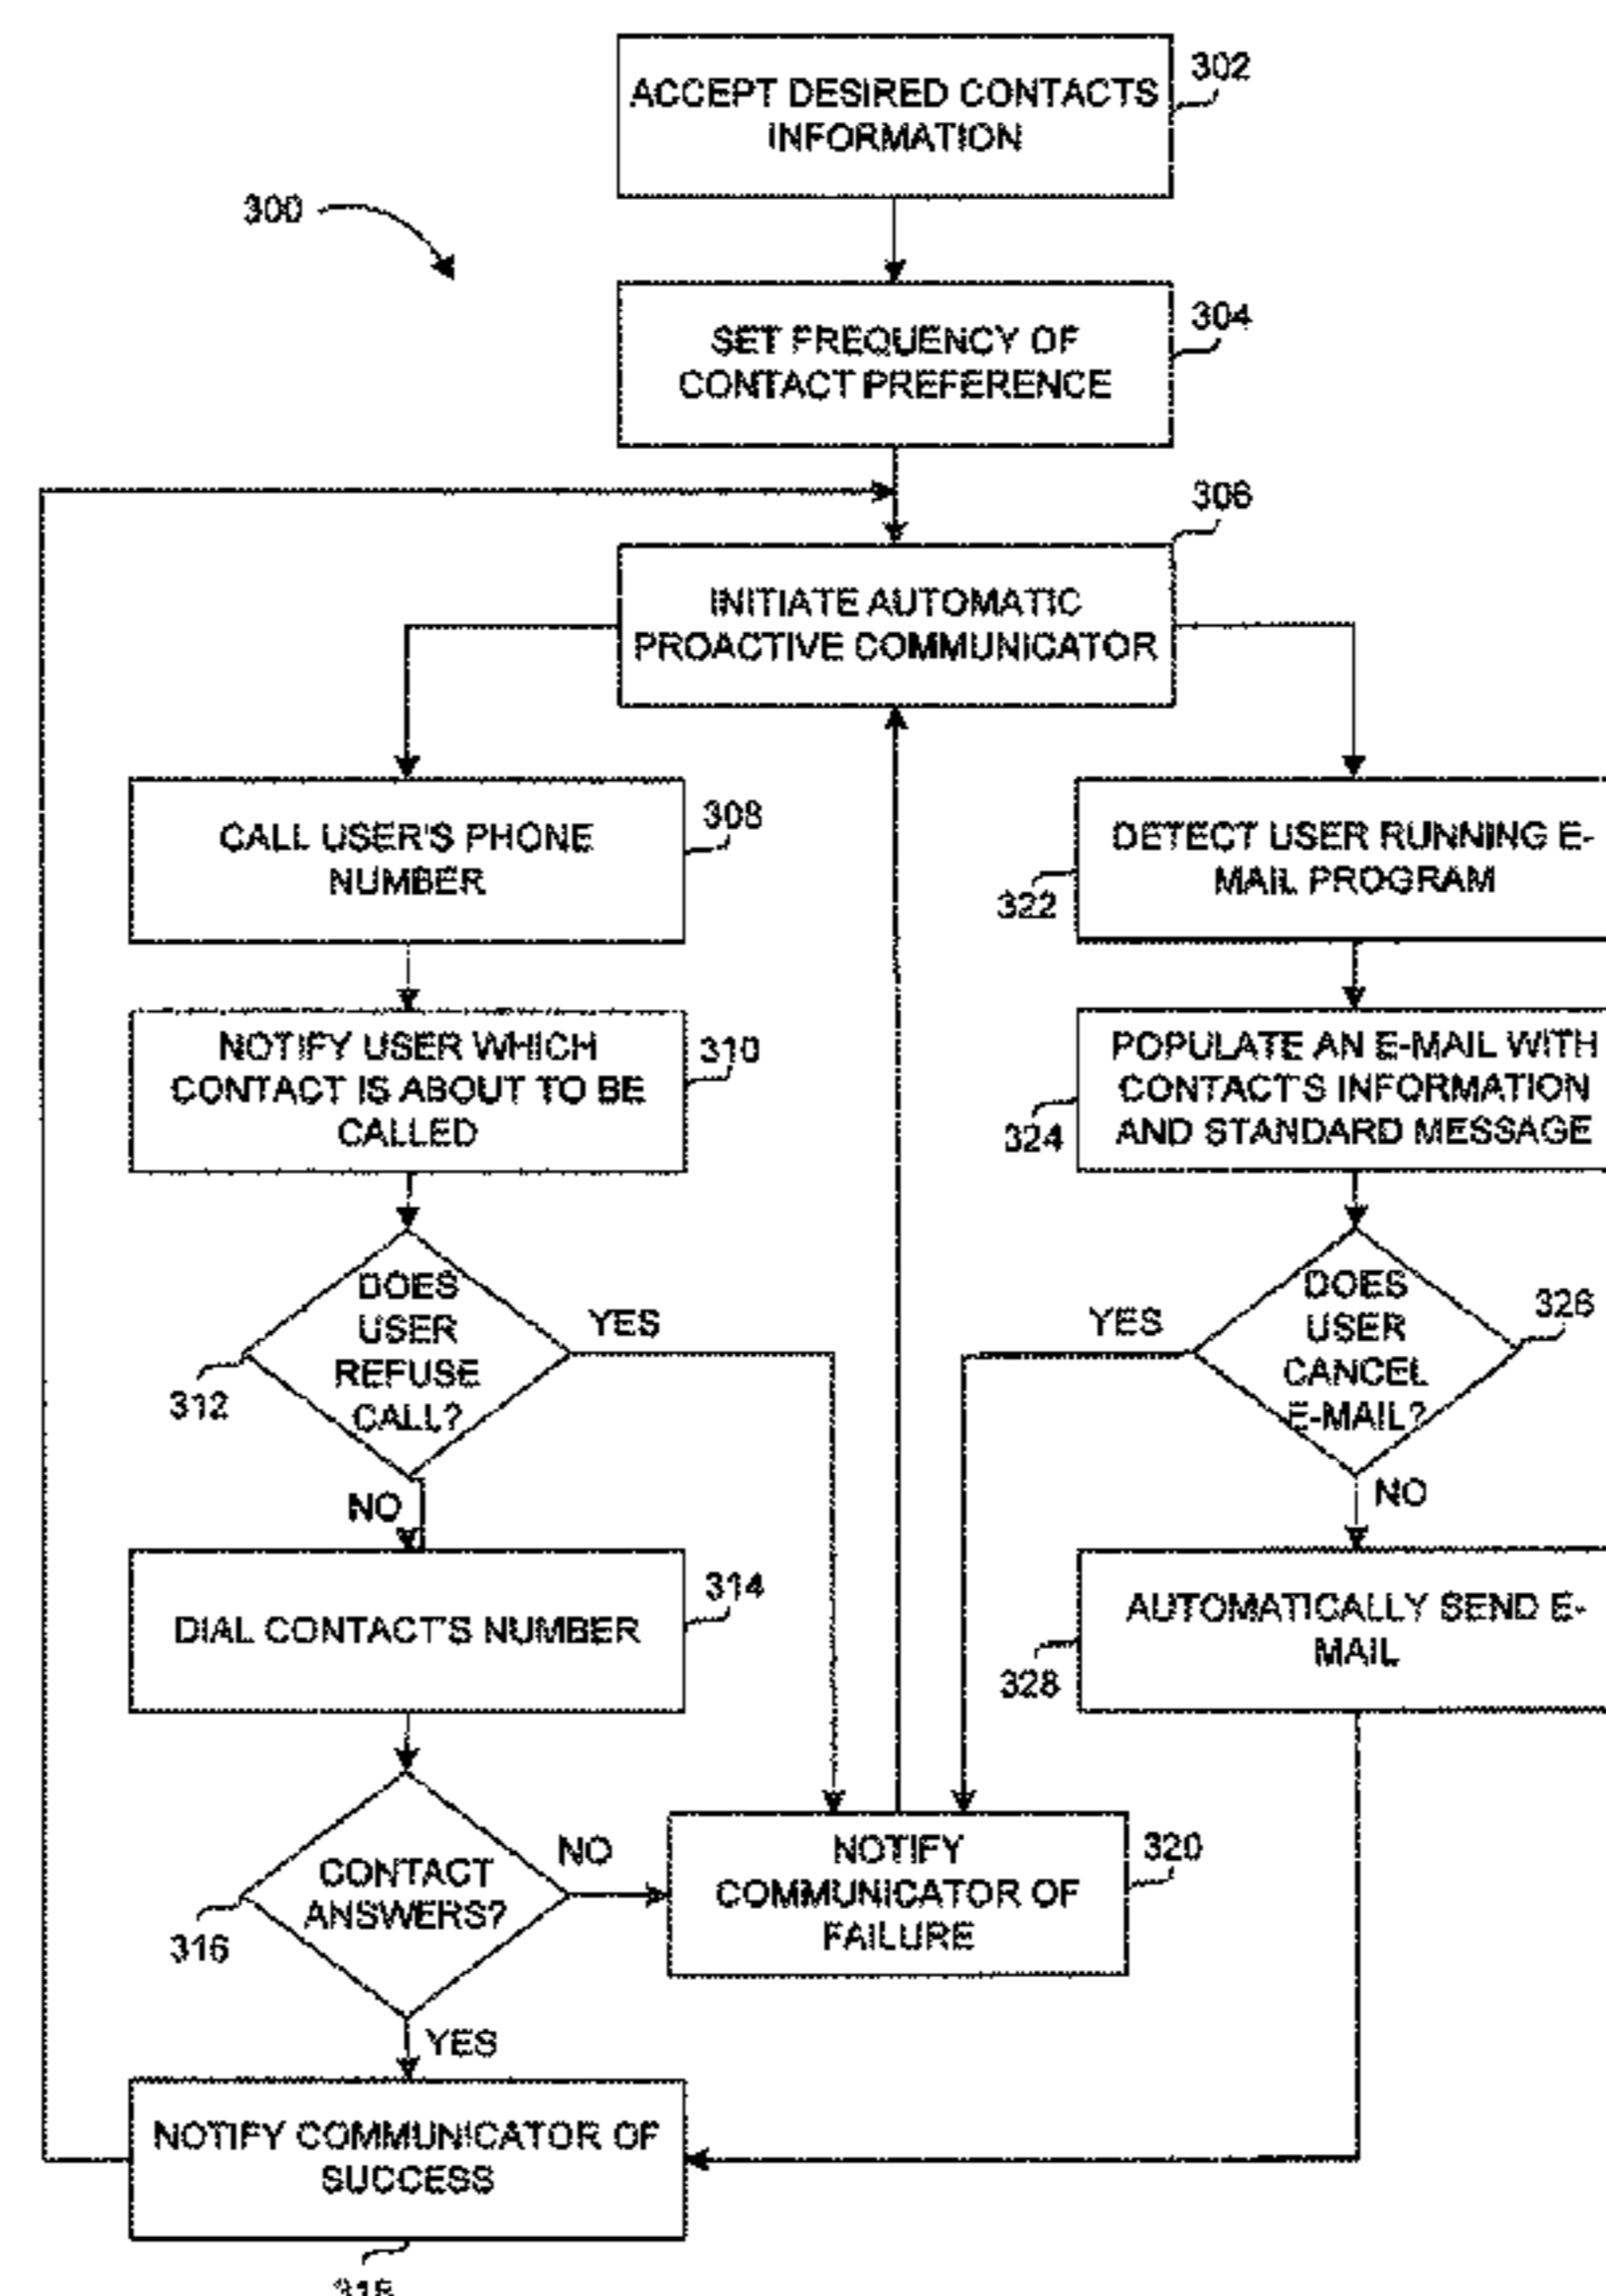 ACCEPT DESIRED CONTACTS
INFORMATION
302
300
SET FREQUENCY OF
CONTACT PREFERENCE
304
306
INITIATE AUTOMATIC
PROACTIVE COMMUNICATOR
CALL USER'S PHONE
NUMBER
308
DETECT USER RUNNING E-
MAIL PROGRAM
322
NOTIFY USER WHICH
CONTACT IS ABOUT TO BE
CALLED
310
POPULATE AN E-MAIL WITH
CONTACT'S INFORMATION
AND STANDARD MESSAGE
324
DOES
USER
REFUSE
CALL?
YES
312
NO
YES
DOES
USER
CANCEL
E-MAIL?
326
NO
DIAL CONTACT'S NUMBER
314
AUTOMATICALLY SEND E-
MAIL
328
CONTACT
ANSWERS?
NO
316
YES
NOTIFY
COMMUNICATOR OF
FAILURE
320
NOTIFY COMMUNICATOR OF
SUCCESS
318